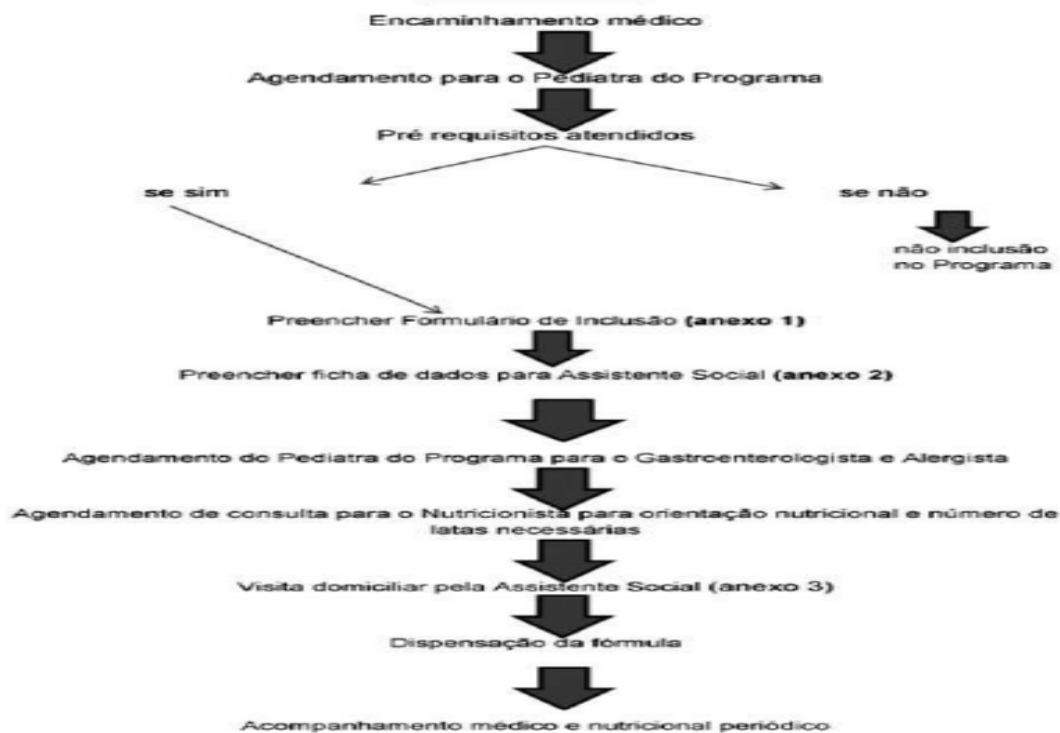 Encaminhamento médico
Agendamento para o Pediatra do Programa
Pré requisitos atendidos
se sim
se não
não inclusão
no Programa
Preencher Formulário de Inclusão (anexo 1)
Preencher ficha de dados para Assistente Social (anexo 2)
Agendamento do Pediatra do Programa para o Gastroenterologista e Alergista
Agendamento de consulta para o Nutricionista para orientação nutricional e número de
latas necessárias
Visita domiciliar pela Assistente Social (anexo 3)
Dispensação da fórmula
Acompanhamento médico e nutricional periódico